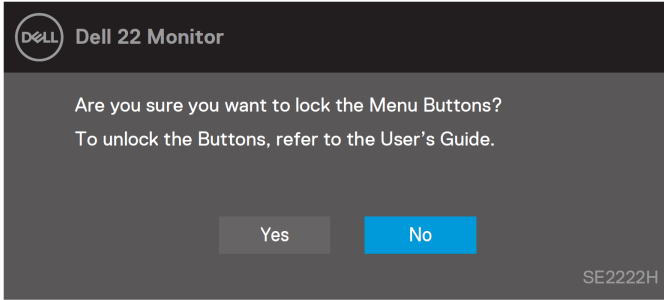 DELL
Dell 22 Monitor
Are you sure you want to lock the Menu Buttons?
To unlock the Buttons, refer to the User’s Guide.
Yes
No
SE2222H